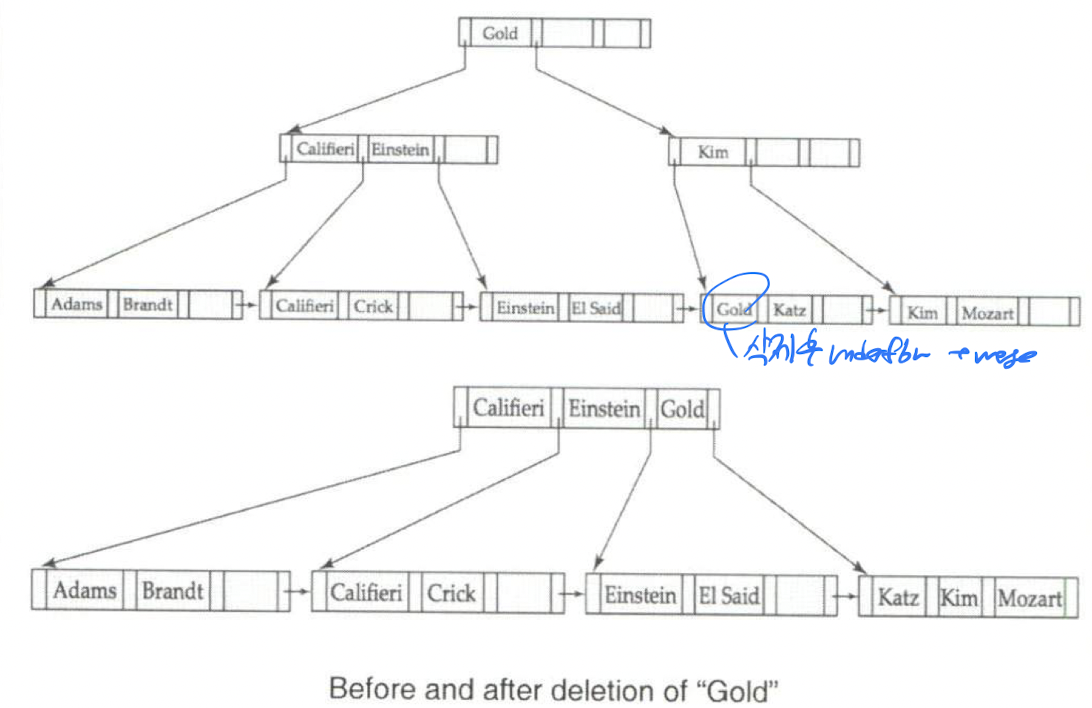 Gold
Califieri Einstein
Kim
Adams Brandt
Califieri Crick
Einstein El Said
Gold Katz
Kim Mozart
삭제후 underflow → merge
Califieri Einstein Gold
Adams Brandt
Califieri Crick
Einstein El Said
Katz Kim Mozart
Before and after deletion of “Gold”